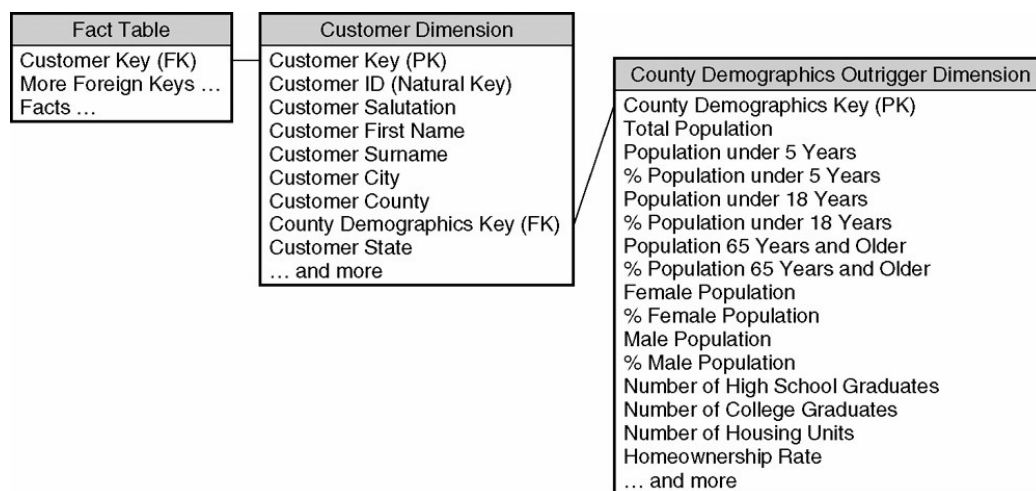 Fact Table
Customer Key (FK)
More Foreign Keys …
Facts …
Customer Dimension
Customer Key (PK)
Customer ID (Natural Key)
Customer Salutation
Customer First Name
Customer Surname
Customer City
Customer County
County Demographics Key (FK)
Customer State
… and more
County Demographics Outrigger Dimension
County Demographics Key (PK)
Total Population
Population under 5 Years
% Population under 5 Years
Population under 18 Years
% Population under 18 Years
Population 65 Years and Older
% Population 65 Years and Older
Female Population
% Female Population
Male Population
% Male Population
Number of High School Graduates
Number of College Graduates
Number of Housing Units
Homeownership Rate
… and more